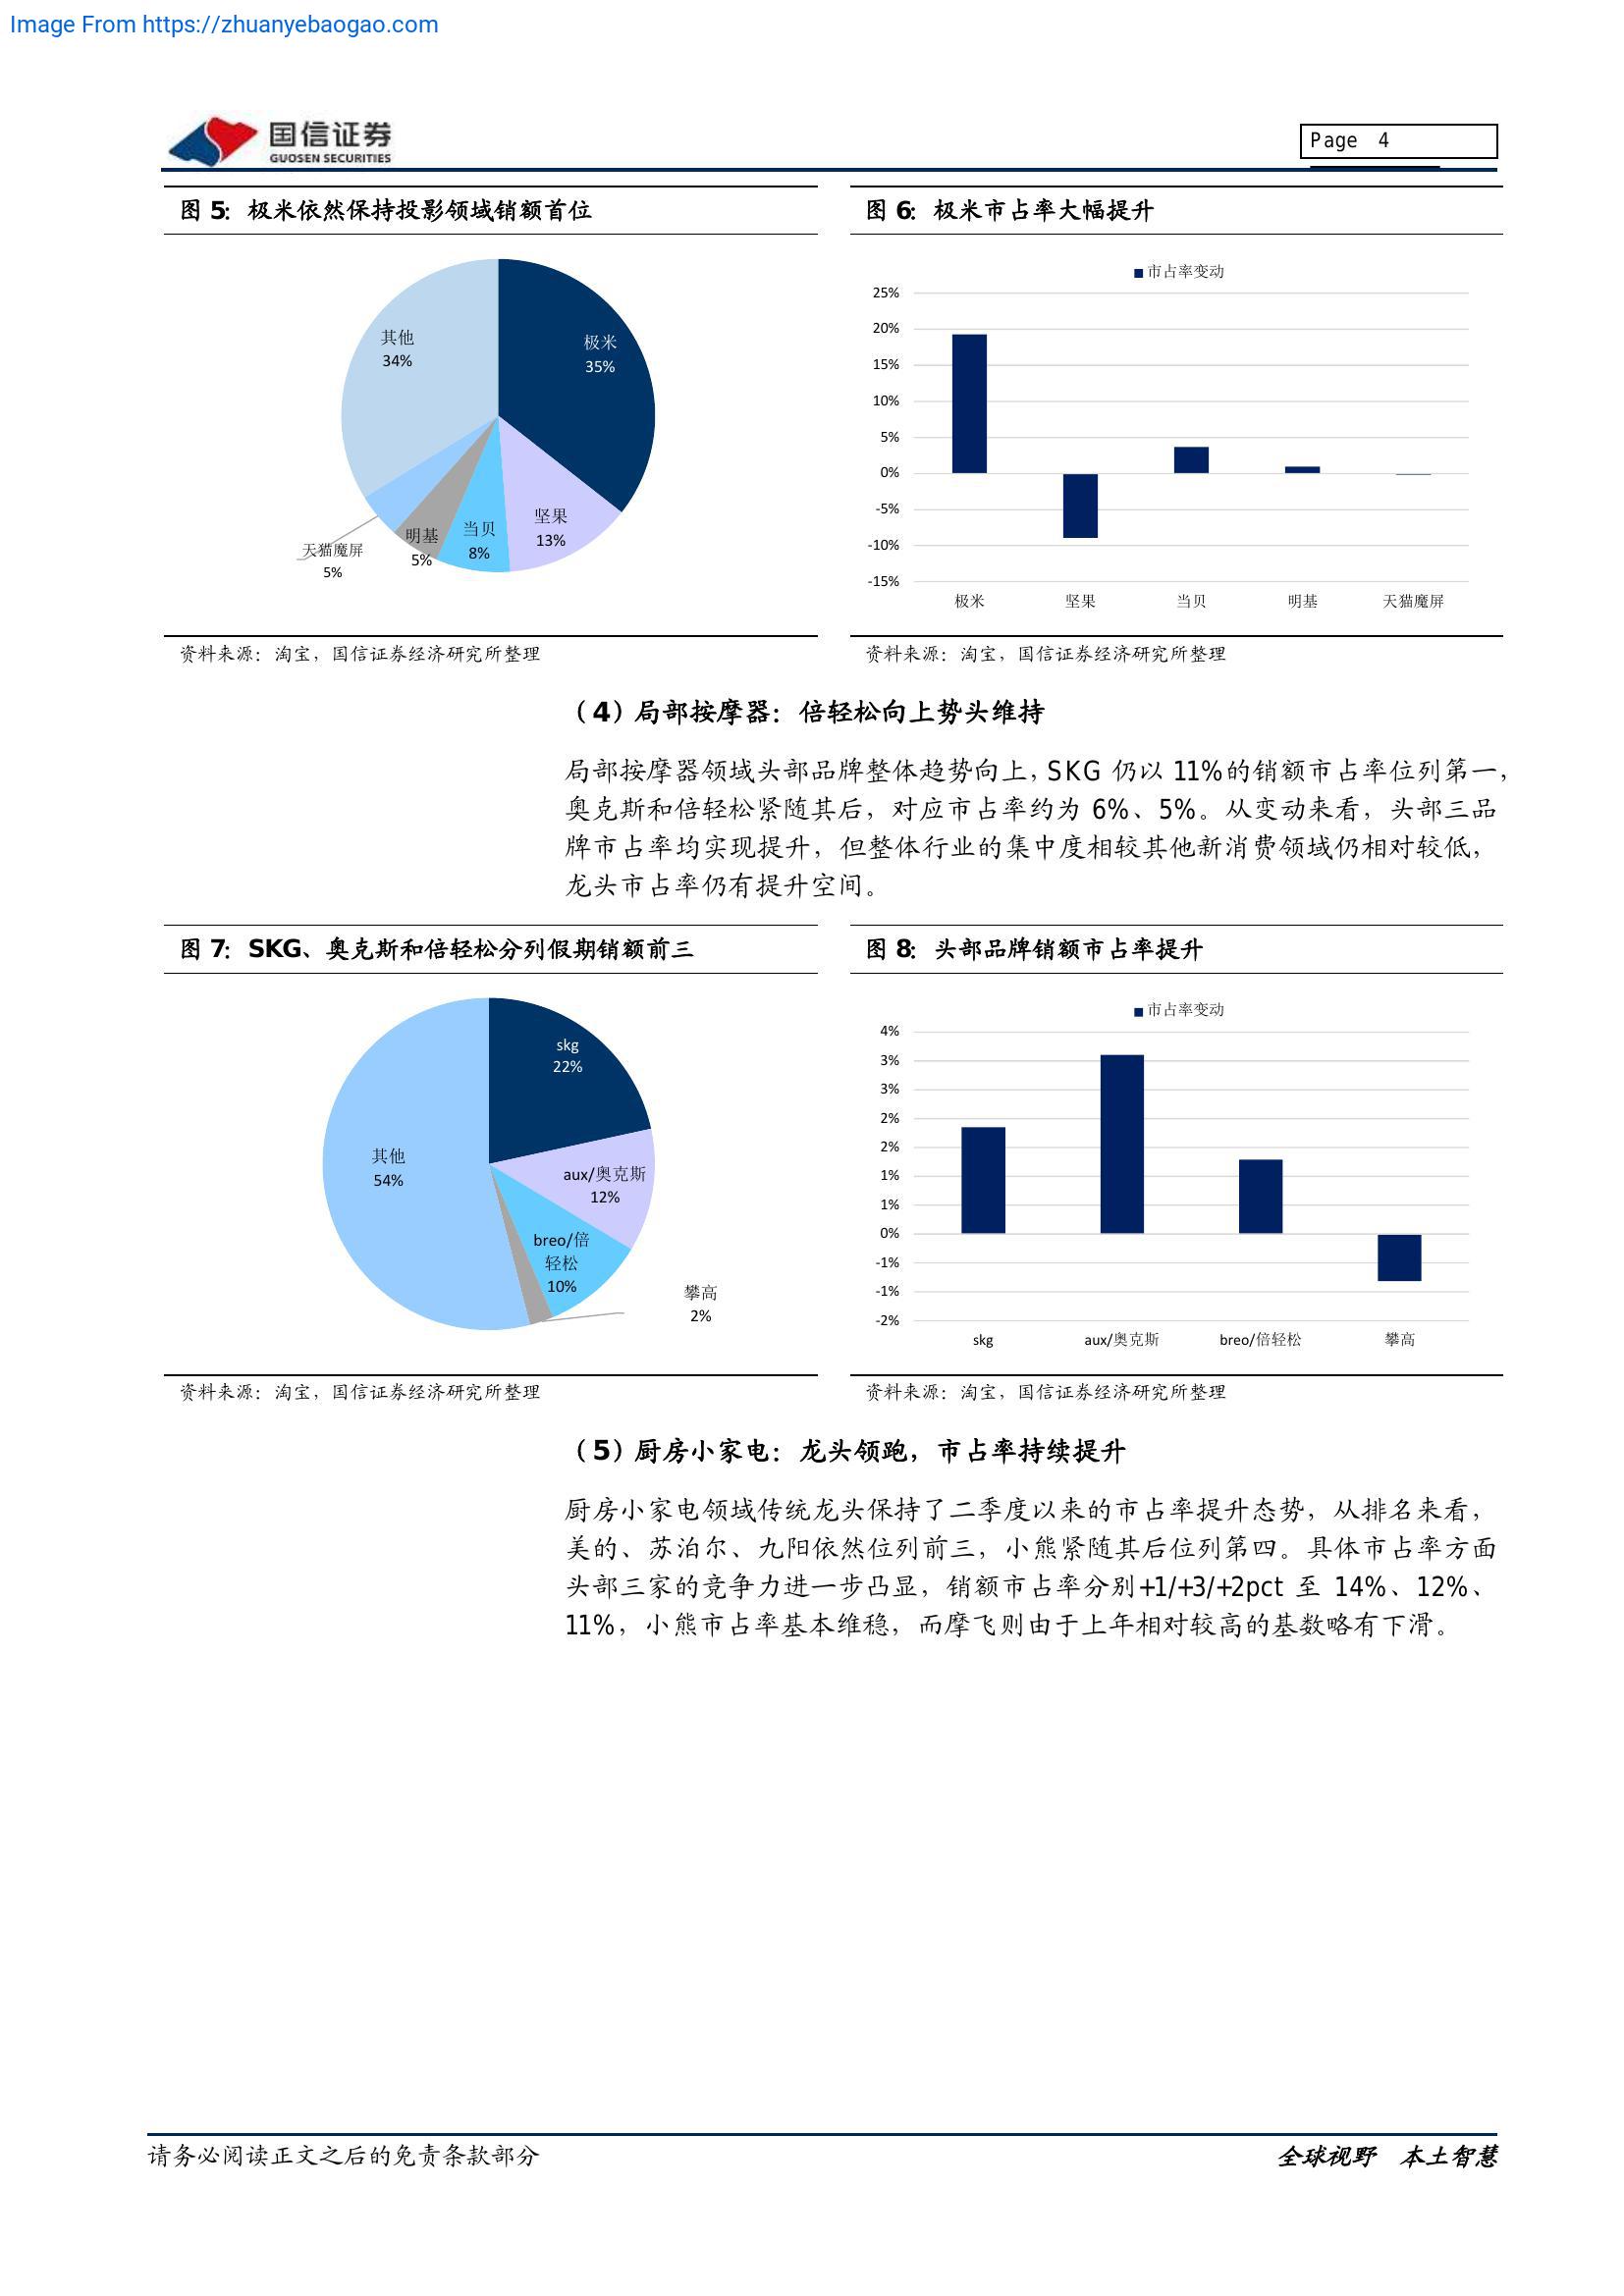 Image From https://zhuanyebaogao.com
国信证券
GUOSEN SECURITIES
Page 4
图 5：极米依然保持投影领域销额首位
其他
34%
极米
35%
坚果
13%
当贝
8%
明基
5%
天猫魔屏
5%
资料来源：淘宝，国信证券经济研究所整理
图 6：极米市占率大幅提升
市占率变动
25%
20%
15%
10%
5%
0%
-5%
-10%
-15%
极米 坚果 当贝 明基 天猫魔屏
资料来源：淘宝，国信证券经济研究所整理
（4）局部按摩器：倍轻松向上势头维持
局部按摩器领域头部品牌整体趋势向上，SKG 仍以 11%的销额市占率位列第一，
奥克斯和倍轻松紧随其后，对应市占率约为 6%、5%。从变动来看，头部三品
牌市占率均实现提升，但整体行业的集中度相较其他新消费领域仍相对较低，
龙头市占率仍有提升空间。
图 7：SKG、奥克斯和倍轻松分列假期销额前三
skg
22%
aux/奥克斯
12%
breo/倍
轻松
10%
攀高
2%
其他
54%
资料来源：淘宝，国信证券经济研究所整理
图 8：头部品牌销额市占率提升
市占率变动
4%
3%
3%
2%
2%
1%
1%
0%
-1%
-1%
-2%
skg aux/奥克斯 breo/倍轻松 攀高
资料来源：淘宝，国信证券经济研究所整理
（5）厨房小家电：龙头领跑，市占率持续提升
厨房小家电领域传统龙头保持了二季度以来的市占率提升态势，从排名来看，
美的、苏泊尔、九阳依然位列前三，小熊紧随其后位列第四。具体市占率方面
头部三家的竞争力进一步凸显，销额市占率分别+1/+3/+2pct 至 14%、12%、
11%，小熊市占率基本维稳，而摩飞则由于上年相对较高的基数略有下滑。
请务必阅读正文之后的免责条款部分
全球视野 本土智慧